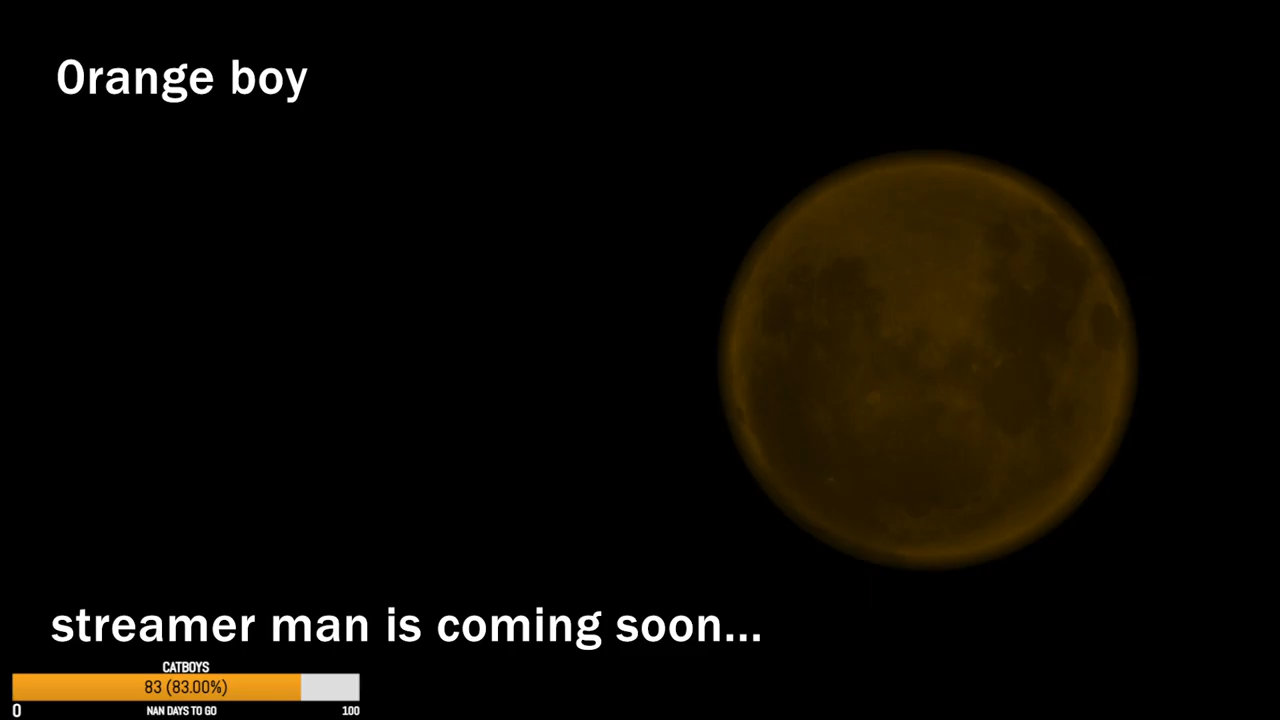 Orange boy
streamer man is coming soon...
CATBOYS
83 (83.00%)
0 NAN DAYS TO GO 100